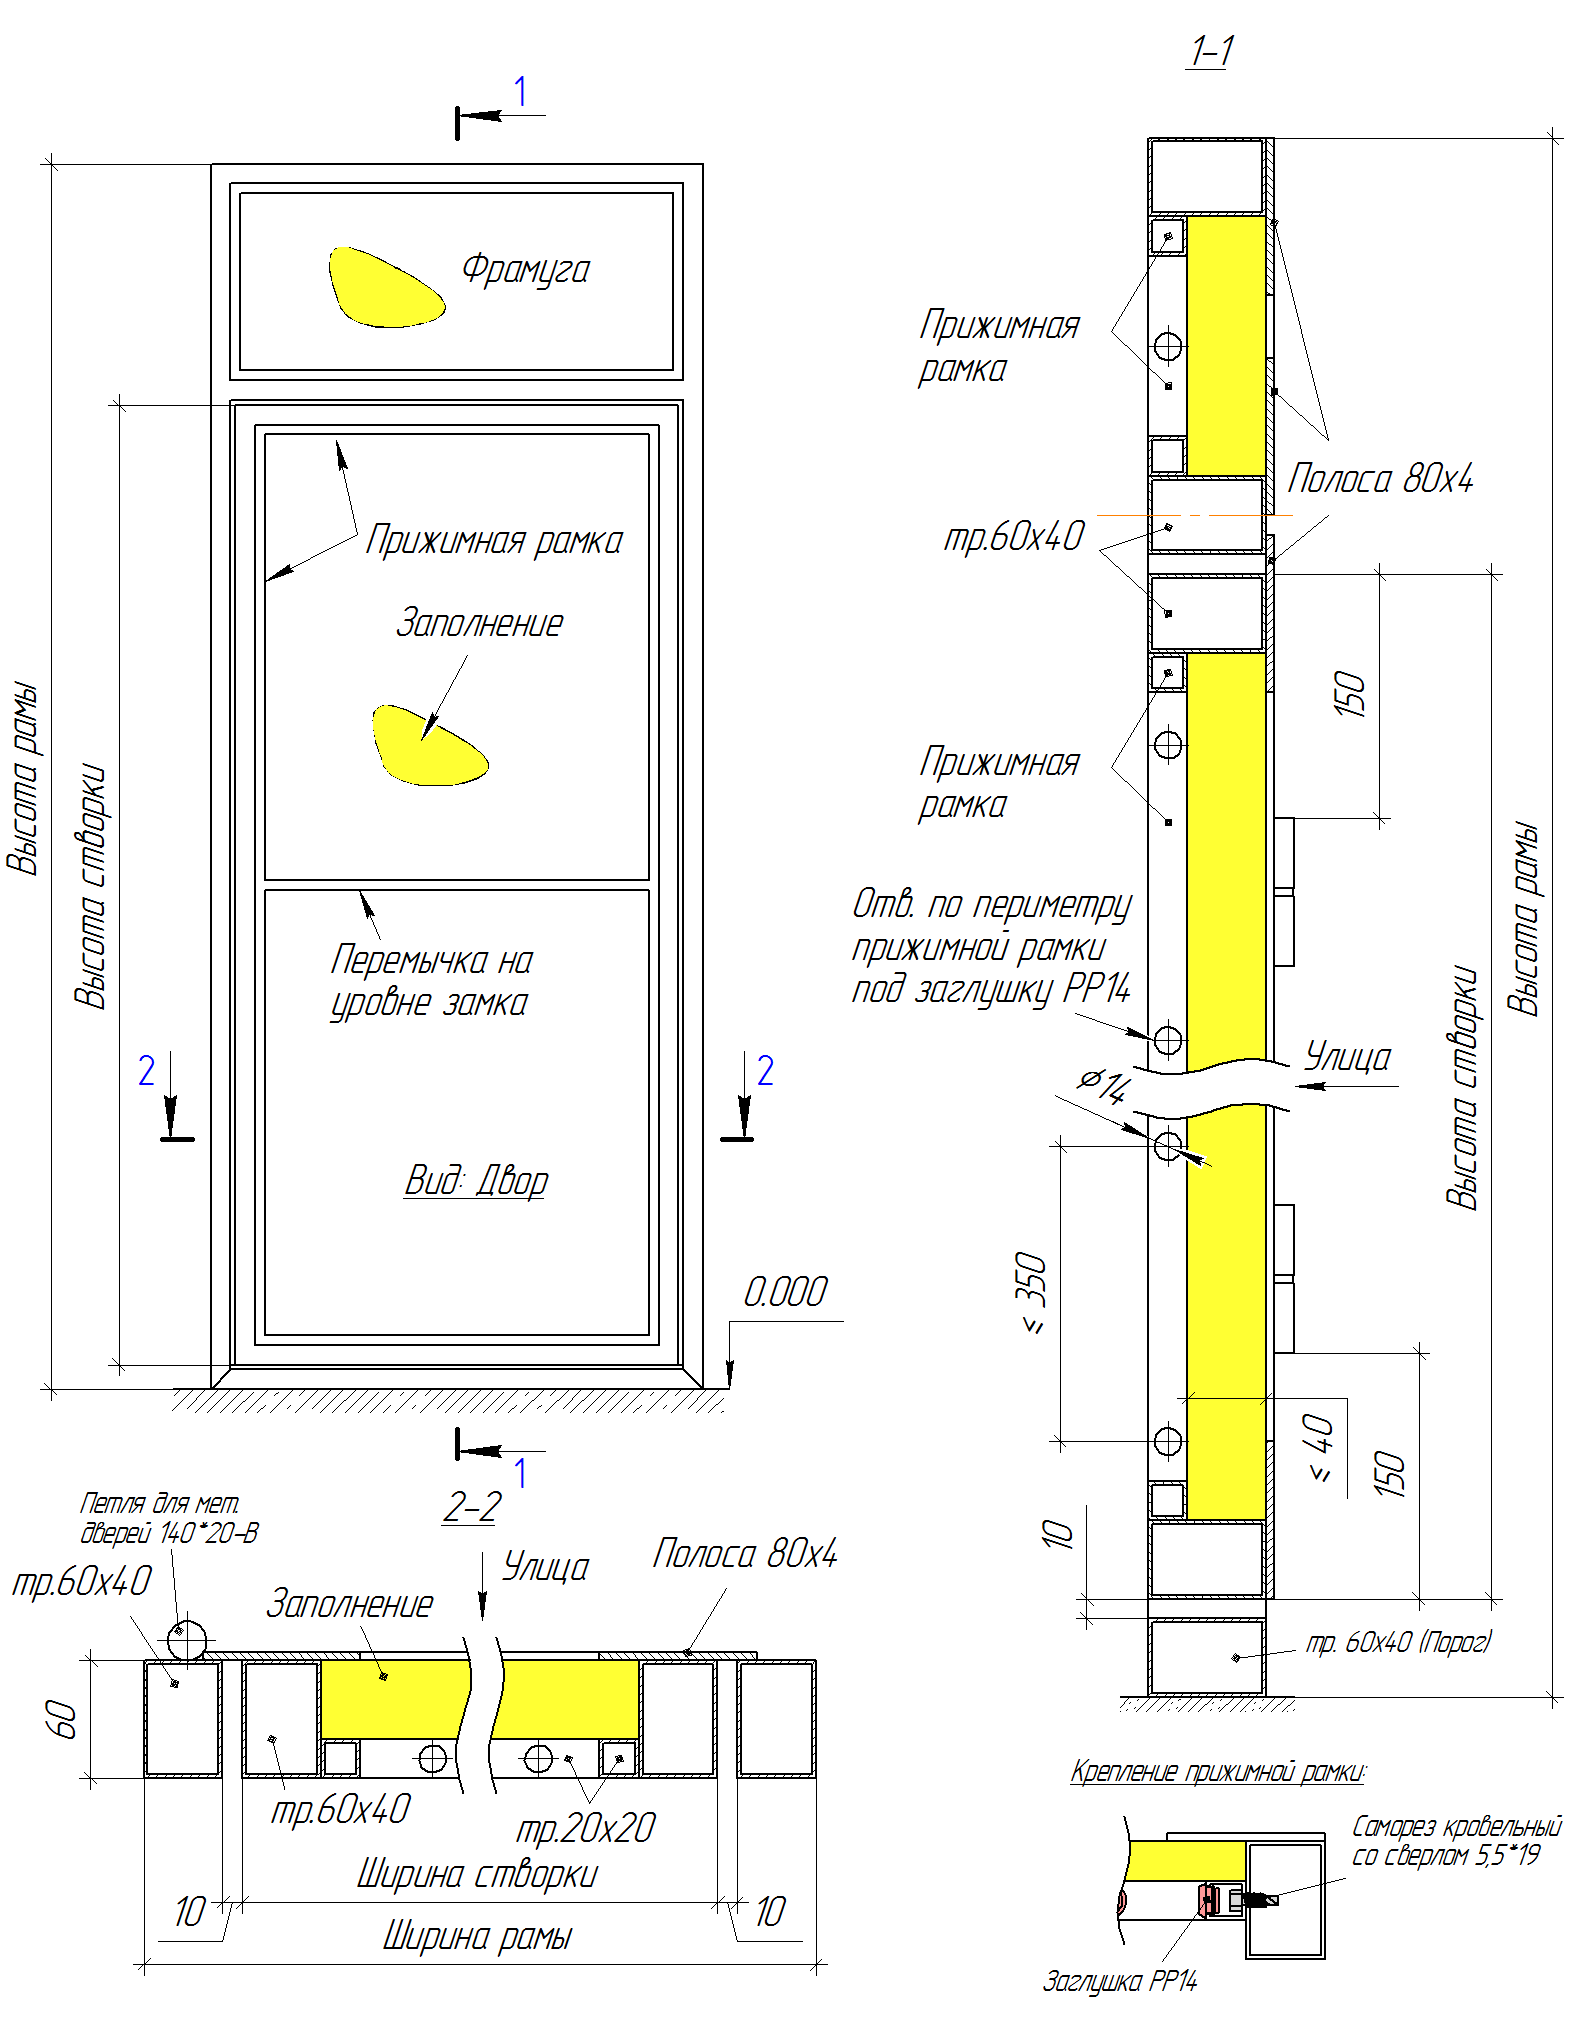 1
Фрамуга
Прижимная рамка
Заполнение
Перемычка на
уровне замка
Вид: Двор
Высота рамы
Высота створки
2
2
0.000
1
1-1
Прижимная
рамка
Полоса 80х4
тр.60х40
Прижимная
рамка
150
Отв. по периметру
прижимной рамки
под заглушку РР14
Улица
⌀14
≤ 350
≤ 40
150
10
Высота створки
Высота рамы
тр. 60х40 (Порог)
2-2
Петля для мет.
дверей 140*20-В
тр.60х40
Заполнение
Улица
Полоса 80х4
60
тр.60х40
тр.20х20
Ширина створки
10
10
Ширина рамы
Крепление прижимной рамки:
Саморез кровельный
со сверлом 5,5*19
Заглушка РР14